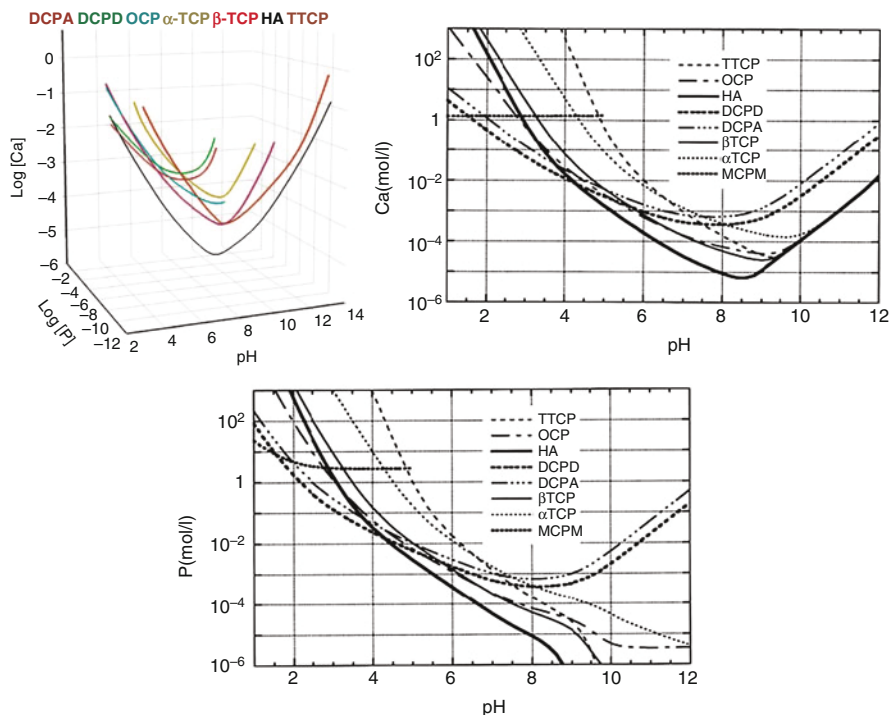 DCPA DCPD OCP α-TCP β-TCP HA TTCP
0
−1
−2
−3
−4
−5
−6
Log [Ca]
−2
−4
−6
−8
−10
−12
Log [P]
2 4 6 8 10 12 14
pH
10²
1
10⁻²
10⁻⁴
10⁻⁶
Ca(mol/l)
TTCP
OCP
HA
DCPD
DCPA
βTCP
αTCP
MCPM
2 4 6 8 10 12
pH
10²
1
10⁻²
10⁻⁴
10⁻⁶
P(mol/l)
TTCP
OCP
HA
DCPD
DCPA
βTCP
αTCP
MCPM
2 4 6 8 10 12
pH